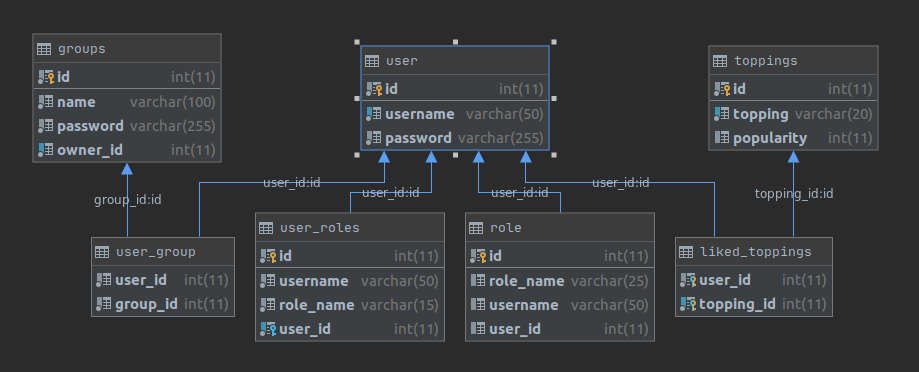 groups
id int(11)
name varchar(100)
password varchar(255)
owner_id int(11)
user
id int(11)
username varchar(50)
password varchar(255)
toppings
id int(11)
topping varchar(20)
popularity int(11)
group_id:id
user_id:id
user_id:id
user_id:id
user_id:id
topping_id:id
user_group
user_id int(11)
group_id int(11)
user_roles
id int(11)
username varchar(50)
role_name varchar(15)
user_id int(11)
role
id int(11)
role_name varchar(25)
username varchar(50)
user_id int(11)
liked_toppings
user_id int(11)
topping_id int(11)